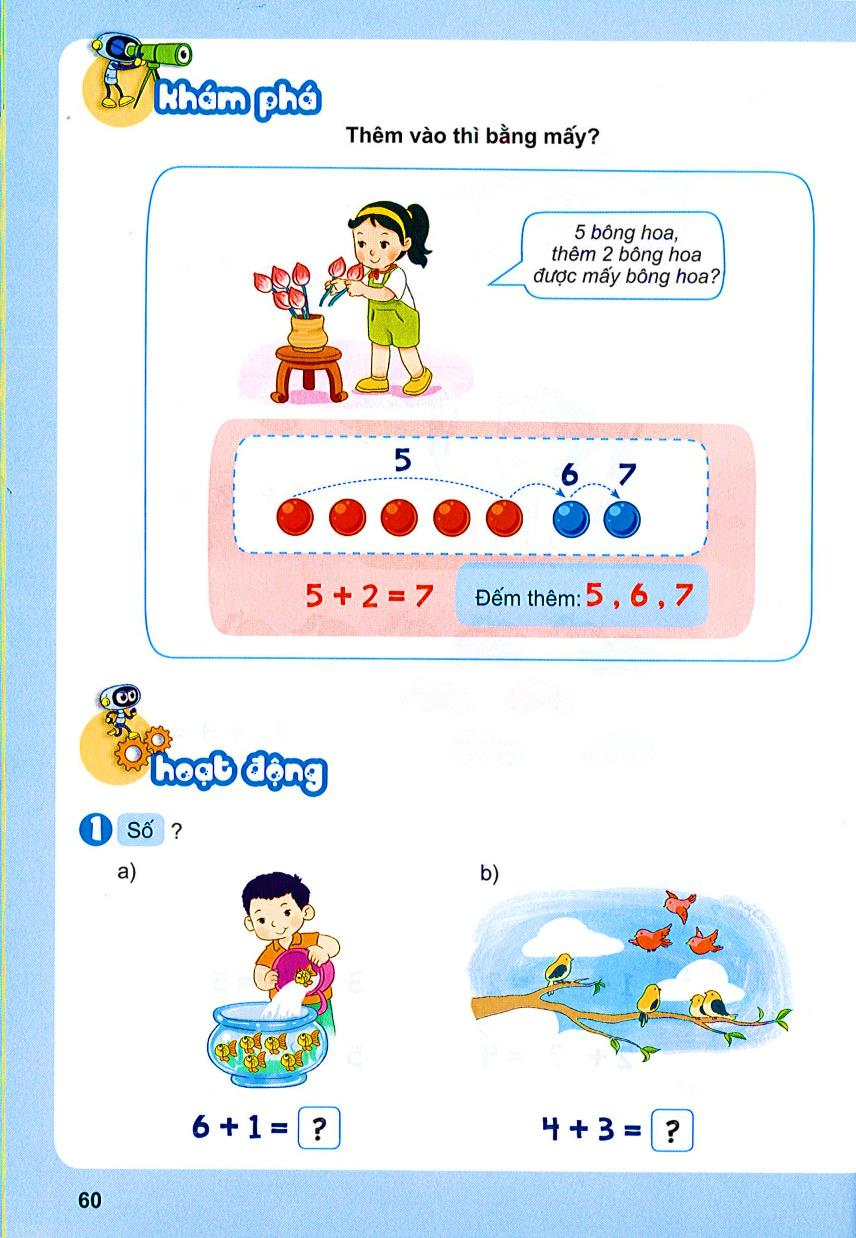 khám phá
Thêm vào thì bằng mấy?
5 bông hoa,
thêm 2 bông hoa
được mấy bông hoa?
5 6 7
5 + 2 = 7 Đếm thêm: 5 , 6 , 7
hoạt động
1 Số ?
a) b)
6 + 1 = ? 4 + 3 = ?
60